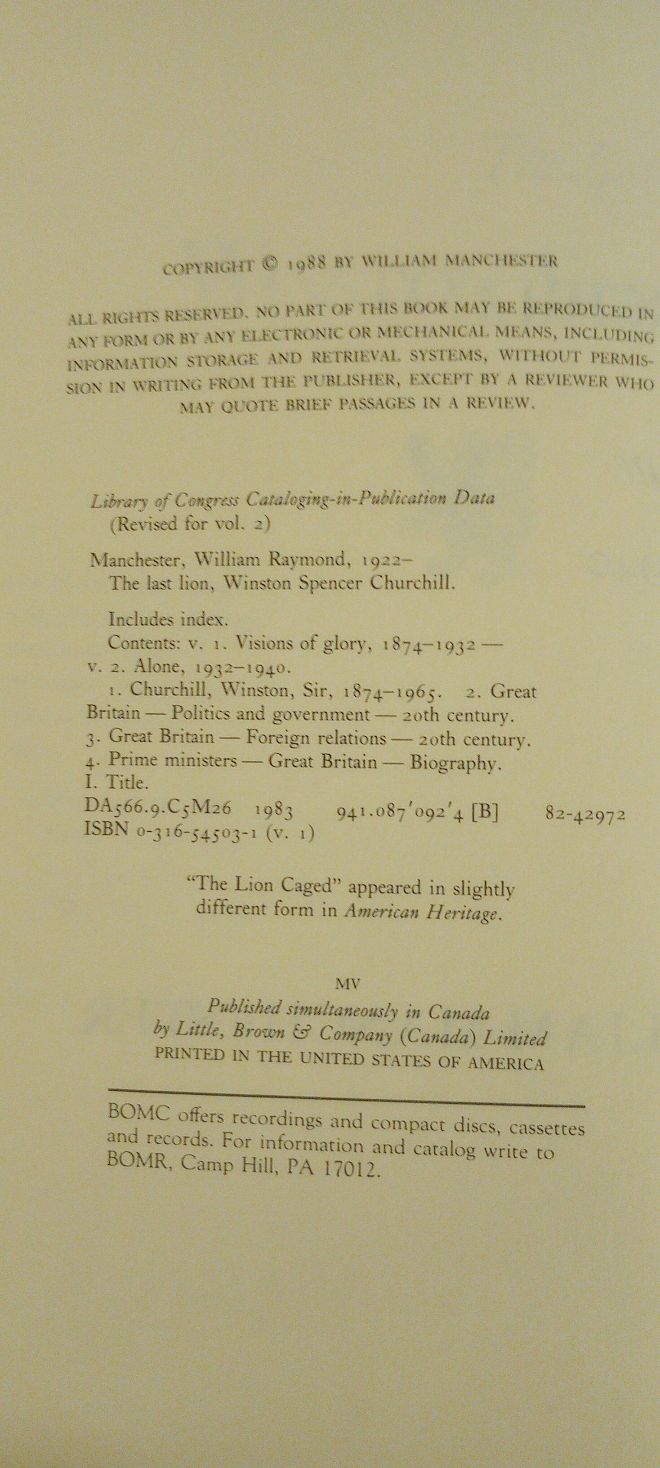 COPYRIGHT © 1988 BY WILLIAM MANCHESTER
ALL RIGHTS RESERVED. NO PART OF THIS BOOK MAY BE REPRODUCED IN
ANY FORM OR BY ANY ELECTRONIC OR MECHANICAL MEANS, INCLUDING
INFORMATION STORAGE AND RETRIEVAL SYSTEMS, WITHOUT PERMIS-
SION IN WRITING FROM THE PUBLISHER, EXCEPT BY A REVIEWER WHO
MAY QUOTE BRIEF PASSAGES IN A REVIEW.
Library of Congress Cataloging-in-Publication Data
(Revised for vol. 2)
Manchester, William Raymond, 1922–
The last lion, Winston Spencer Churchill.
Includes index.
Contents: v. 1. Visions of glory, 1874–1932 —
v. 2. Alone, 1932–1940.
1. Churchill, Winston, Sir, 1874–1965. 2. Great
Britain — Politics and government — 20th century.
3. Great Britain — Foreign relations — 20th century.
4. Prime ministers — Great Britain — Biography.
I. Title.
DA566.9.C5M26 1983 941.087′092′4 [B] 82-42972
ISBN 0-316-54503-1 (v. 1)
“The Lion Caged” appeared in slightly
different form in American Heritage.
MV
Published simultaneously in Canada
by Little, Brown & Company (Canada) Limited
PRINTED IN THE UNITED STATES OF AMERICA
BOMC offers recordings and compact discs, cassettes
and records. For information and catalog write to
BOMR, Camp Hill, PA 17012.